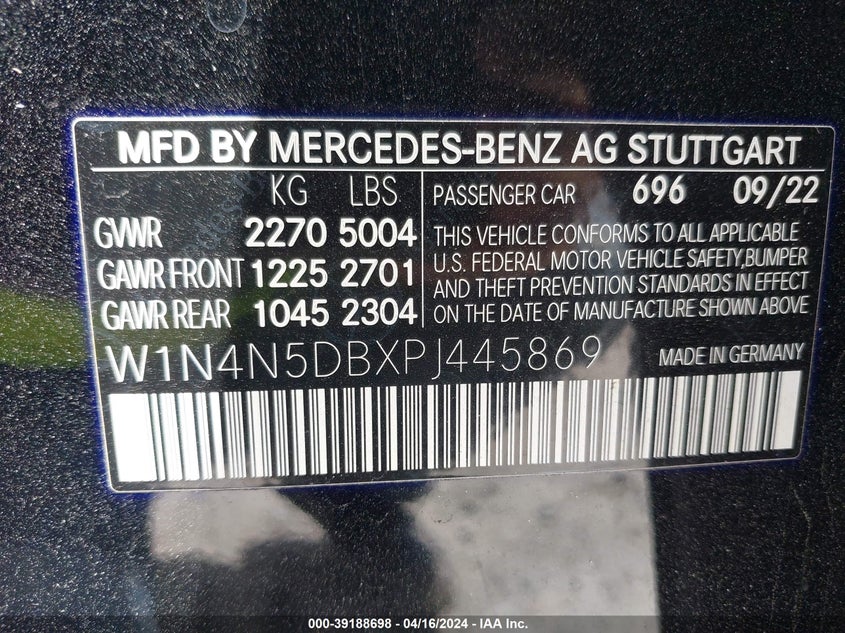 MFD BY MERCEDES-BENZ AG STUTTGART
KG LBS
GVWR 2270 5004
GAWR FRONT 1225 2701
GAWR REAR 1045 2304
PASSENGER CAR 696 09/22
THIS VEHICLE CONFORMS TO ALL APPLICABLE
U.S. FEDERAL MOTOR VEHICLE SAFETY,BUMPER
AND THEFT PREVENTION STANDARDS IN EFFECT
ON THE DATE OF MANUFACTURE SHOWN ABOVE
W1N4N5DBXPJ445869 MADE IN GERMANY
000-39188698 - 04/16/2024 - IAA Inc.